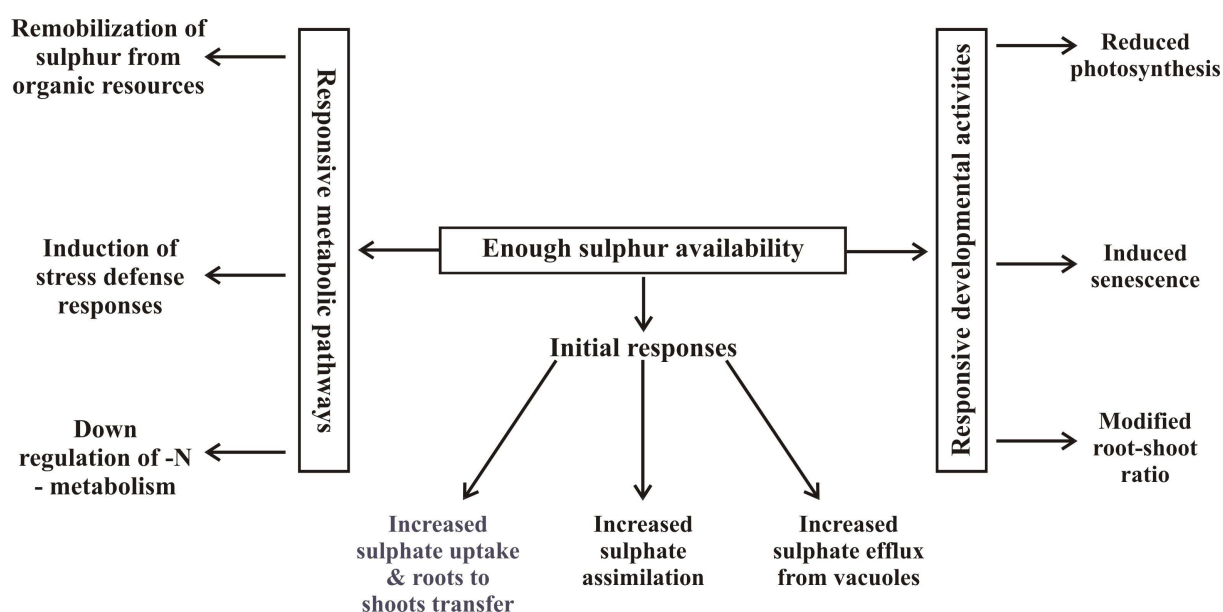 Remobilization of
sulphur from
organic resources
Induction of
stress defense
responses
Down
regulation of -N
- metabolism
Responsive metabolic pathways
Enough sulphur availability
Initial responses
Increased
sulphate uptake
& roots to
shoots transfer
Increased
sulphate
assimilation
Increased
sulphate efflux
from vacuoles
Responsive developmental activities
Reduced
photosynthesis
Induced
senescence
Modified
root-shoot
ratio